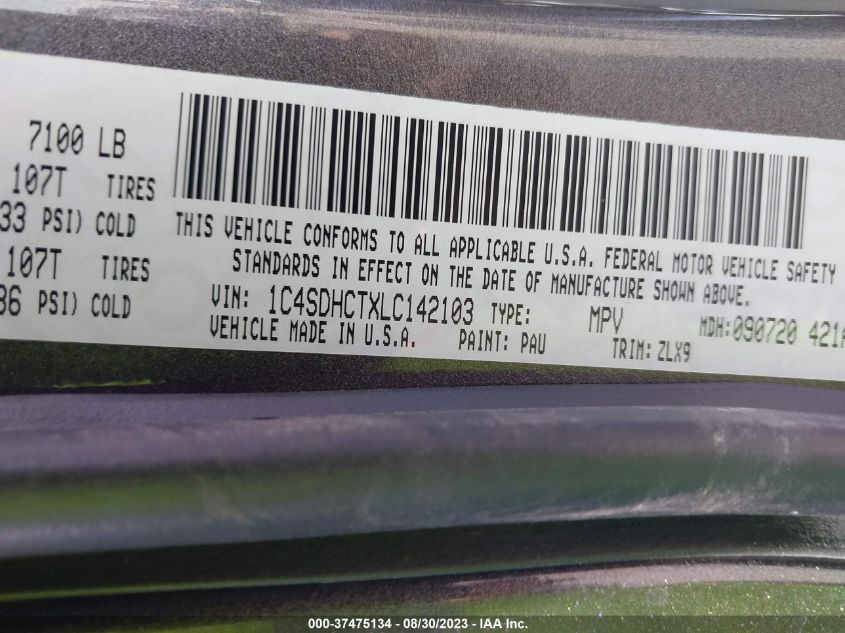 7100 LB
107T TIRES
33 PSI) COLD
THIS VEHICLE CONFORMS TO ALL APPLICABLE U.S.A. FEDERAL MOTOR VEHICLE SAFETY
107T TIRES
STANDARDS IN EFFECT ON THE DATE OF MANUFACTURE SHOWN ABOVE.
36 PSI) COLD
VIN: 1C4SDHCTXLC142103 TYPE: MPV MDH:090720 421
VEHICLE MADE IN U.S.A. PAINT: PAU TRIM: ZLX9
000-37475134 - 08/30/2023 - IAA Inc.